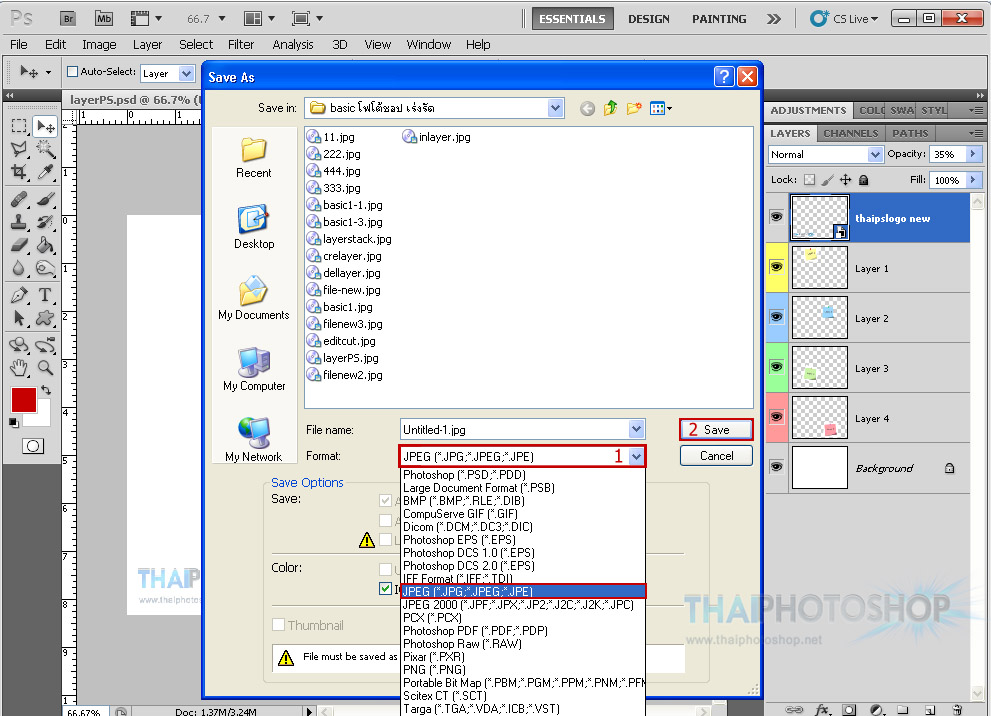 Ps Br Mb 66.7 ESSENTIALS DESIGN PAINTING CS Live
File Edit Image Layer Select Filter Analysis 3D View Window Help
Auto-Select: Layer
Save As
layerPS.psd @ 66.7%
Save in: basic โฟโต้ชอป เร่งรัด
ADJUSTMENTS COLO SWA STYL
LAYERS CHANNELS PATHS
Normal Opacity: 35%
Lock: Fill: 100%
thaipslogo new
Layer 1
Layer 2
Layer 3
Layer 4
Background
Recent
Desktop
My Documents
My Computer
My Network
11.jpg inlayer.jpg
222.jpg
444.jpg
333.jpg
basic1-1.jpg
basic1-3.jpg
layerstack.jpg
crelayer.jpg
dellayer.jpg
file-new.jpg
basic1.jpg
filenew3.jpg
editcut.jpg
layerPS.jpg
filenew2.jpg
File name: Untitled-1.jpg 2 Save
Format: JPEG (*.JPG;*.JPEG;*.JPE) 1 Cancel
Photoshop (*.PSD;*.PDD)
Large Document Format (*.PSB)
BMP (*.BMP;*.RLE;*.DIB)
CompuServe GIF (*.GIF)
Dicom (*.DCM;*.DC3;*.DIC)
Photoshop EPS (*.EPS)
Photoshop DCS 1.0 (*.EPS)
Photoshop DCS 2.0 (*.EPS)
IFF Format (*.IFF;*.TDI)
JPEG (*.JPG;*.JPEG;*.JPE)
JPEG 2000 (*.JPF;*.JPX;*.JP2;*.J2C;*.J2K;*.JPC)
PCX (*.PCX)
Photoshop PDF (*.PDF;*.PDP)
Photoshop Raw (*.RAW)
Pixar (*.PXR)
PNG (*.PNG)
Portable Bit Map (*.PBM;*.PGM;*.PPM;*.PNM;*.PFM
Scitex CT (*.SCT)
Targa (*.TGA;*.VDA;*.ICB;*.VST)
Save Options
Save:
Color:
Thumbnail
File must be saved as
THAIPHOTOSHOP
www.thaiphotoshop.net
THAIP
www.thaiphotos
66.67% Doc: 1.37M/3.24M